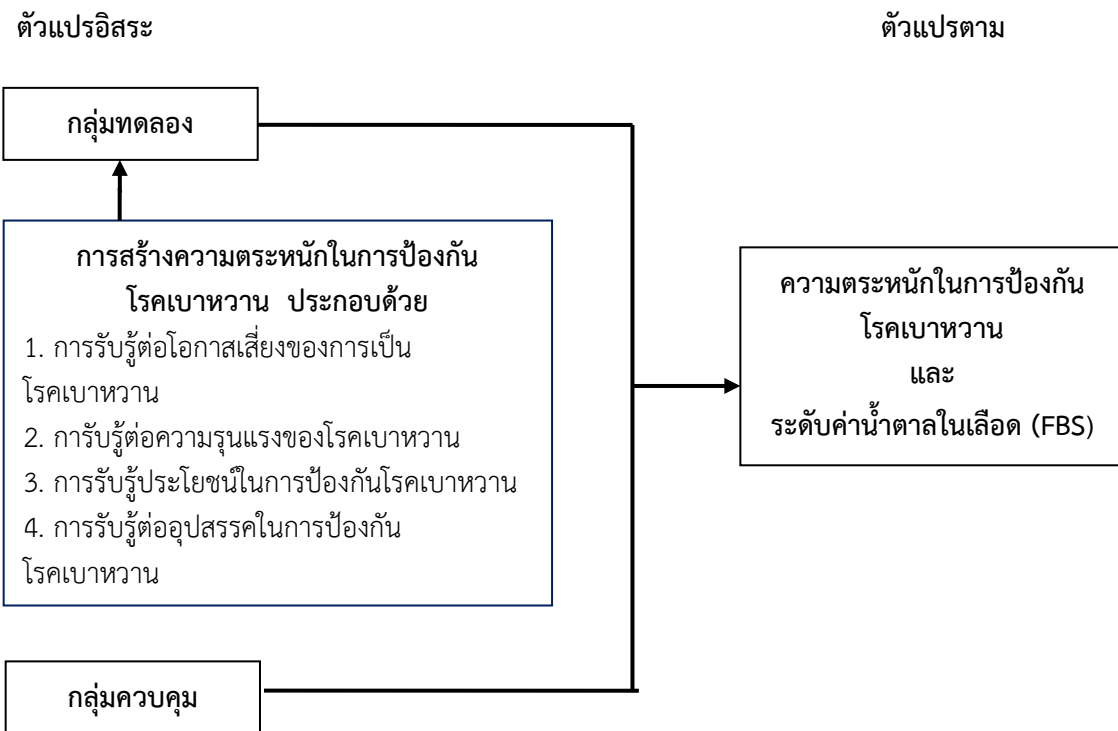 ตัวแปรอิสระ
ตัวแปรตาม
กลุ่มทดลอง
การสร้างความตระหนักในการป้องกัน
โรคเบาหวาน ประกอบด้วย
1. การรับรู้ต่อโอกาสเสี่ยงของการเป็น
โรคเบาหวาน
2. การับรู้ต่อความรุนแรงของโรคเบาหวาน
3. การรับรู้ประโยชน์ในการป้องกันโรคเบาหวาน
4. การรับรู้ต่ออุปสรรคในการป้องกัน
โรคเบาหวาน
กลุ่มควบคุม
ความตระหนักในการป้องกัน
โรคเบาหวาน
และ
ระดับค่าน้ำตาลในเลือด (FBS)